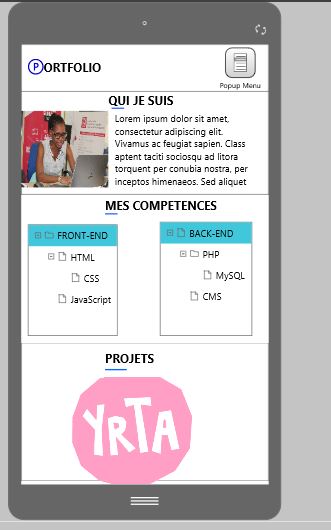 PORTFOLIO
Popup Menu
QUI JE SUIS
Lorem ipsum dolor sit amet,
consectetur adipiscing elit.
Vivamus ac feugiat sapien. Class
aptent taciti sociosqu ad litora
torquent per conubia nostra, per
inceptos himenaeos. Sed aliquet
MES COMPETENCES
FRONT-END
HTML
CSS
JavaScript
BACK-END
PHP
MySQL
CMS
PROJETS
YRTA